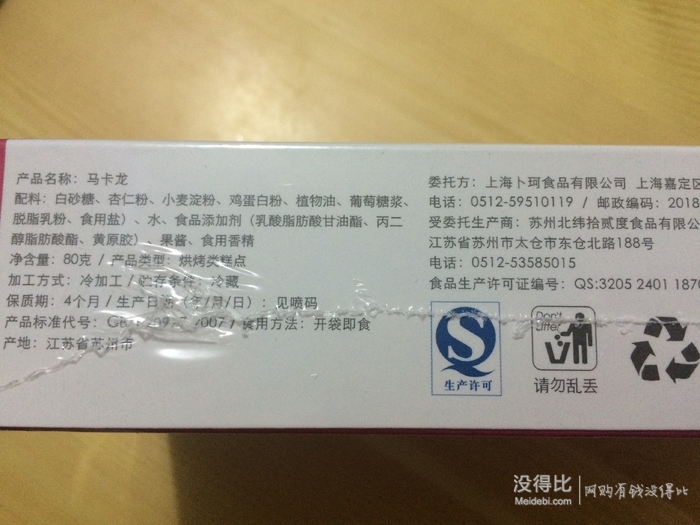 产品名称：马卡龙
配料：白砂糖、杏仁粉、小麦淀粉、鸡蛋白粉、植物油、葡萄糖浆、
脱脂乳粉、食用盐）、水、食品添加剂（乳酸脂肪酸甘油酯、丙二
醇脂肪酸酯、黄原胶）、果酱、食用香精
净含量：80克 / 产品类型：烘烤类糕点
加工方式：冷加工 / 贮存条件：冷藏
保质期：4个月 / 生产日期（年/月/日）：见喷码
产品标准代号：GB/T 20977 2007 / 食用方法：开袋即食
产地：江苏省苏州市
委托方：上海卜珂食品有限公司 上海嘉定区
电话：0512-59510119 / 邮政编码：2018
受委托生产商：苏州北纬拾贰度食品有限公司
江苏省苏州市太仓市东仓北路188号
电话：0512-53585015
食品生产许可证编号：QS:3205 2401 1870
生产许可
Don't
Litter
请勿乱丢
没得比
Meidebi.com
网购有钱没得比